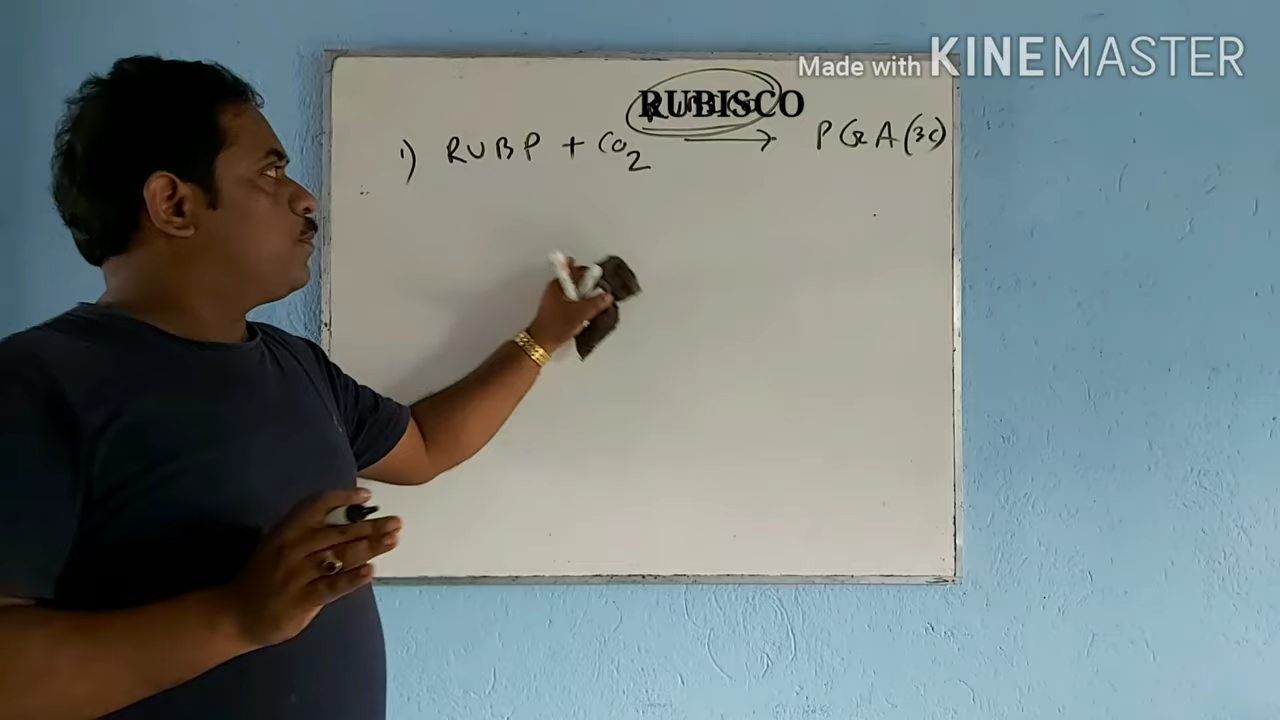 Made with KINEMASTER
RUBISCO
1) RUBP + CO2 → PGA (3C)